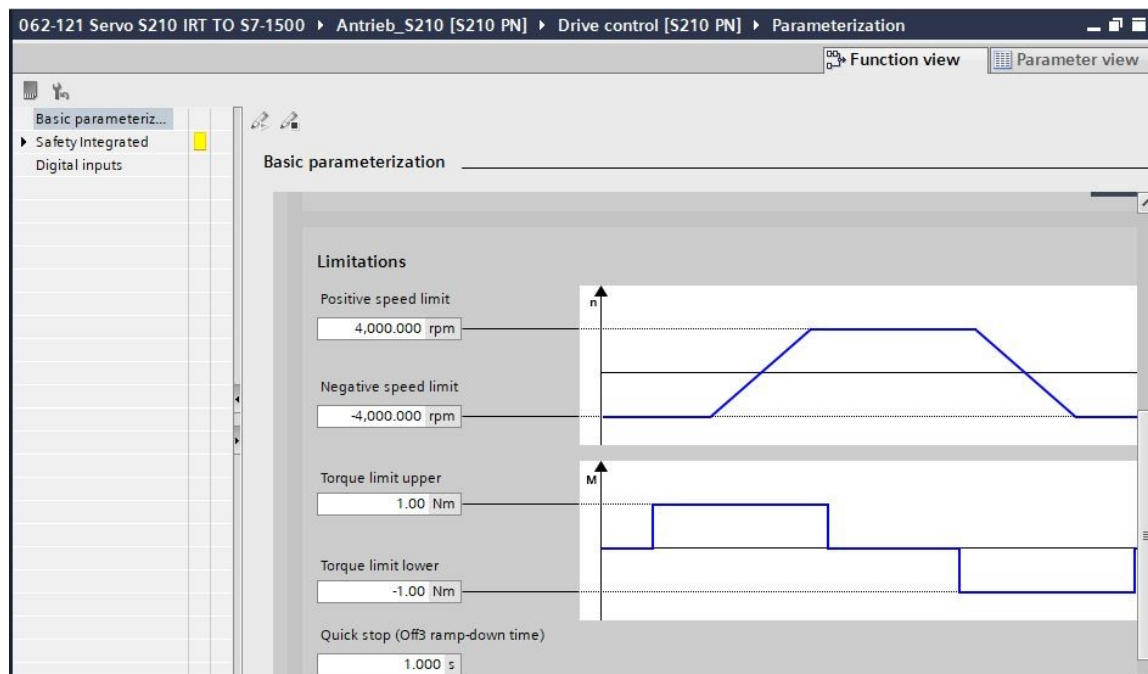 062-121 Servo S210 IRT TO S7-1500 ▸ Antrieb_S210 [S210 PN] ▸ Drive control [S210 PN] ▸ Parameterization
Function view
Parameter view
Basic parameteriz...
Safety Integrated
Digital inputs
Basic parameterization
Limitations
Positive speed limit
4,000.000 rpm
n
Negative speed limit
-4,000.000 rpm
Torque limit upper
1.00 Nm
M
Torque limit lower
-1.00 Nm
Quick stop (Off3 ramp-down time)
1.000 s